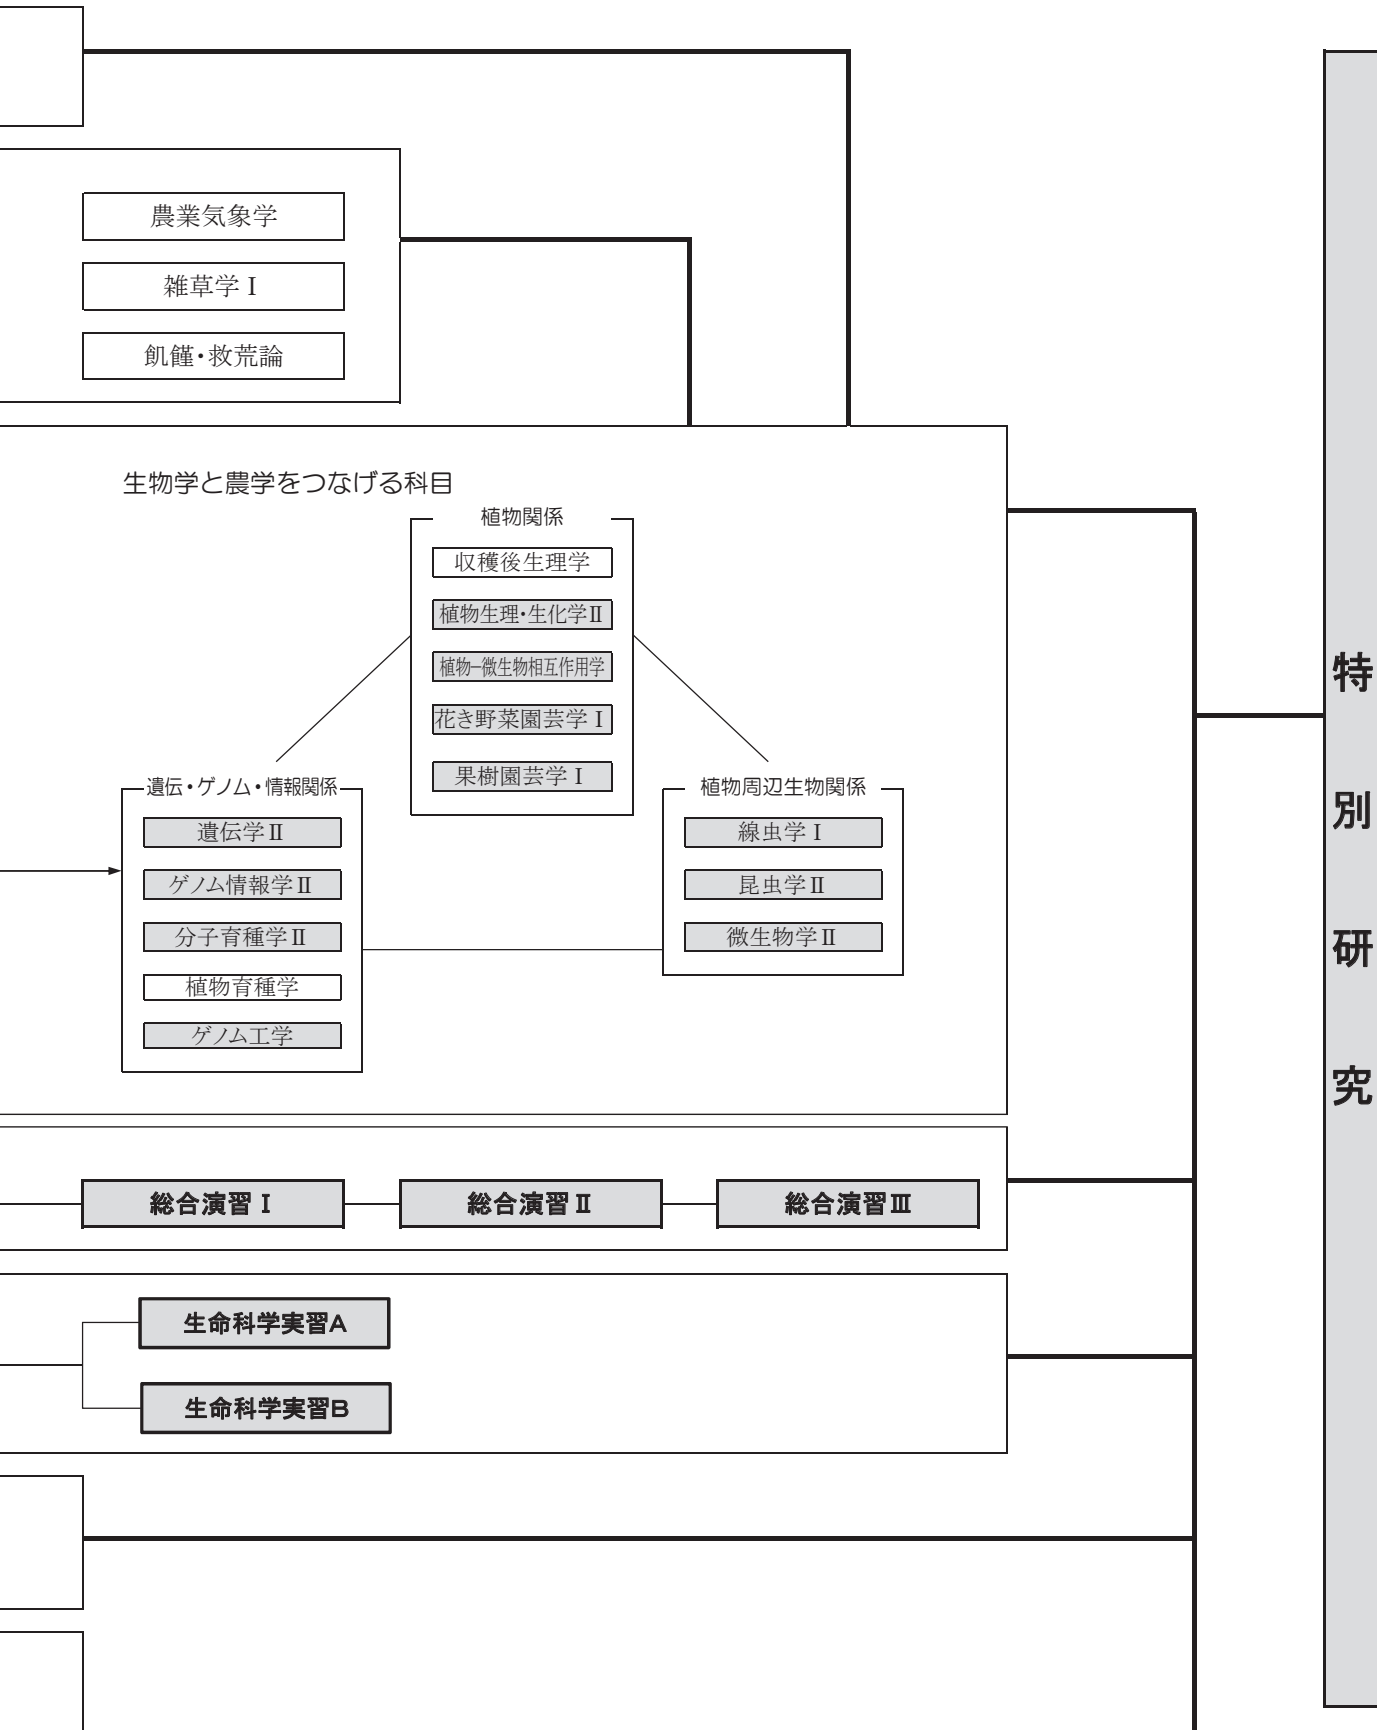 農業気象学
雑草学Ⅰ
飢饉・救荒論
生物学と農学をつなげる科目
植物関係
収穫後生理学
植物生理・生化学Ⅱ
植物ー微生物相互作用学
花き野菜園芸学Ⅰ
果樹園芸学Ⅰ
遺伝・ゲノム・情報関係
遺伝学Ⅱ
ゲノム情報学Ⅱ
分子育種学Ⅱ
植物育種学
ゲノム工学
植物周辺生物関係
線虫学Ⅰ
昆虫学Ⅱ
微生物学Ⅱ
総合演習Ⅰ
総合演習Ⅱ
総合演習Ⅲ
生命科学実習A
生命科学実習B
特別研究